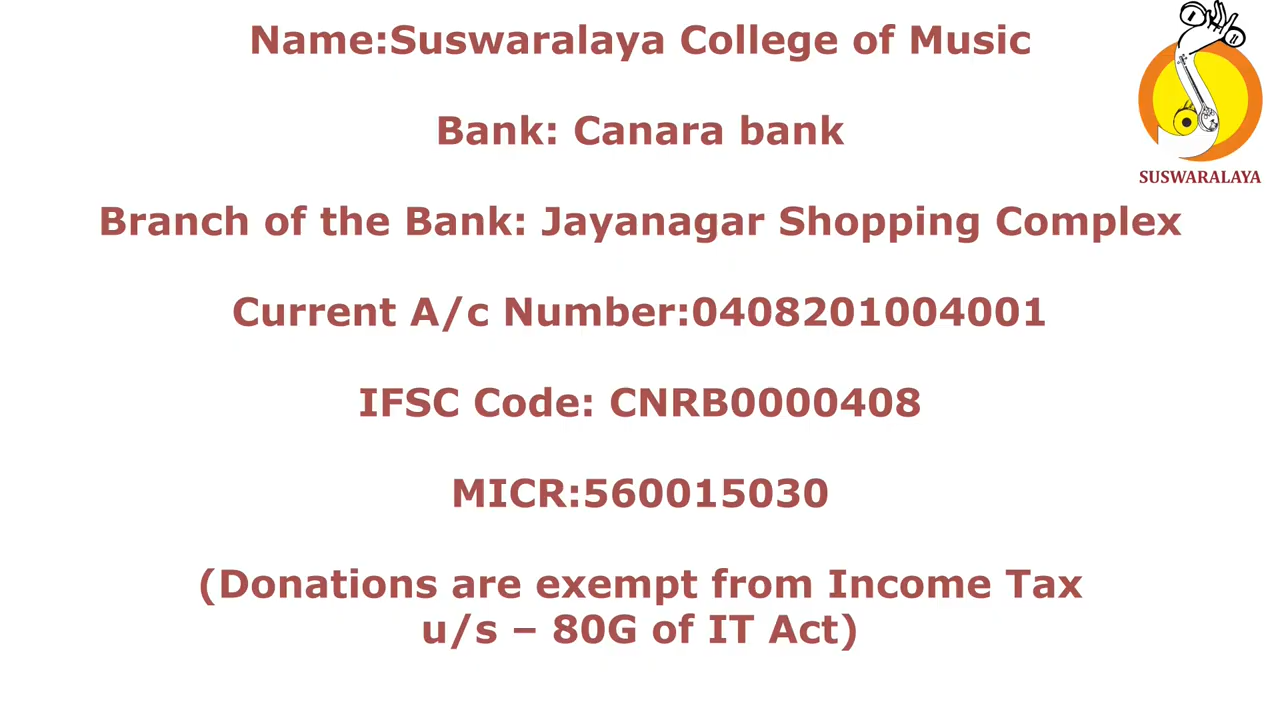 Name:Suswaralaya College of Music
SUSWARALAYA
Bank: Canara bank
Branch of the Bank: Jayanagar Shopping Complex
Current A/c Number:0408201004001
IFSC Code: CNRB0000408
MICR:560015030
(Donations are exempt from Income Tax
u/s – 80G of IT Act)